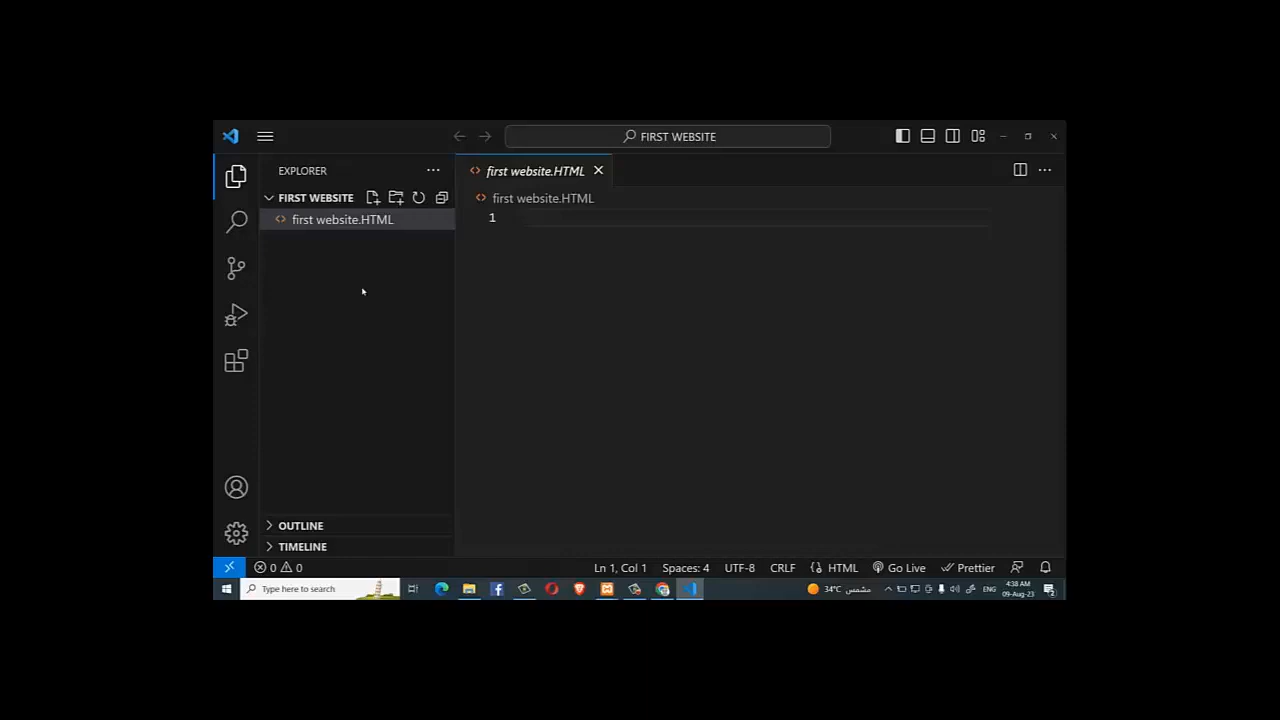 FIRST WEBSITE
EXPLORER
first website.HTML
FIRST WEBSITE
first website.HTML
first website.HTML
1
OUTLINE
TIMELINE
0 0
Ln 1, Col 1
Spaces: 4
UTF-8
CRLF
HTML
Go Live
Prettier
Type here to search
34°C مشمس
ENG
4:38 AM
09-Aug-23